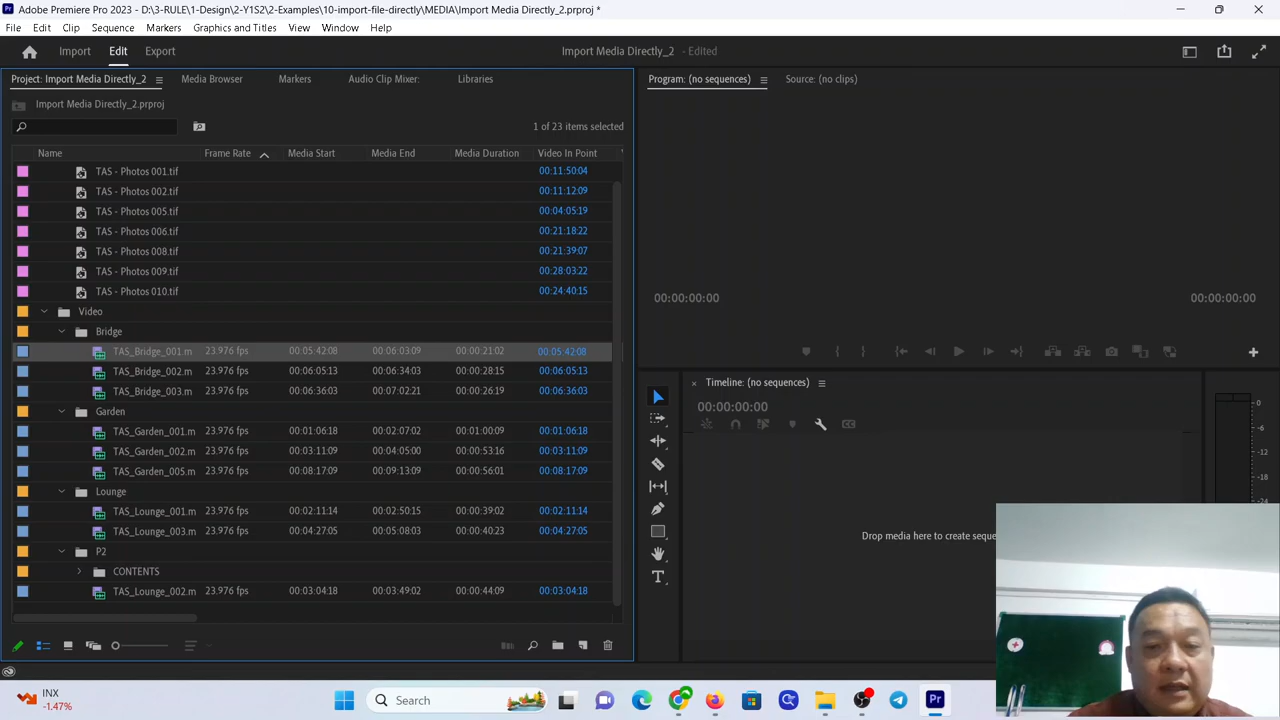 Adobe Premiere Pro 2023 - D:\3-RULE\1-Design\2-Y1S2\2-Examples\10-import-file-directly\MEDIA\Import Media Directly_2.prproj *
File Edit Clip Sequence Markers Graphics and Titles View Window Help
Import Edit Export Import Media Directly_2 - Edited
Project: Import Media Directly_2 Media Browser Markers Audio Clip Mixer: Libraries Program: (no sequences) Source: (no clips)
Import Media Directly_2.prproj
1 of 23 items selected
Name Frame Rate Media Start Media End Media Duration Video In Point
TAS - Photos 001.tif 00:11:50:04
TAS - Photos 002.tif 00:11:12:09
TAS - Photos 005.tif 00:04:05:19
TAS - Photos 006.tif 00:21:18:22
TAS - Photos 008.tif 00:21:39:07
TAS - Photos 009.tif 00:28:03:22
TAS - Photos 010.tif 00:24:40:15
00:00:00:00 00:00:00:00
Video
Bridge
TAS_Bridge_001.m 23.976 fps 00:05:42:08 00:06:03:09 00:00:21:02 00:05:42:08
TAS_Bridge_002.m 23.976 fps 00:06:05:13 00:06:34:03 00:00:28:15 00:06:05:13
TAS_Bridge_003.m 23.976 fps 00:06:36:03 00:07:02:21 00:00:26:19 00:06:36:03
Timeline: (no sequences)
00:00:00:00
Garden
TAS_Garden_001.m 23.976 fps 00:01:06:18 00:02:07:02 00:01:00:09 00:01:06:18
TAS_Garden_002.m 23.976 fps 00:03:11:09 00:04:05:00 00:00:53:16 00:03:11:09
TAS_Garden_005.m 23.976 fps 00:08:17:09 00:09:13:09 00:00:56:01 00:08:17:09
Lounge
TAS_Lounge_001.m 23.976 fps 00:02:11:14 00:02:50:15 00:00:39:02 00:02:11:14
TAS_Lounge_003.m 23.976 fps 00:04:27:05 00:05:08:03 00:00:40:23 00:04:27:05
Drop media here to create seque
P2
CONTENTS
TAS_Lounge_002.m 23.976 fps 00:03:04:18 00:03:49:02 00:00:44:09 00:03:04:18
0
-6
-12
-18
-24
INX
-1.47%
Search
Pr